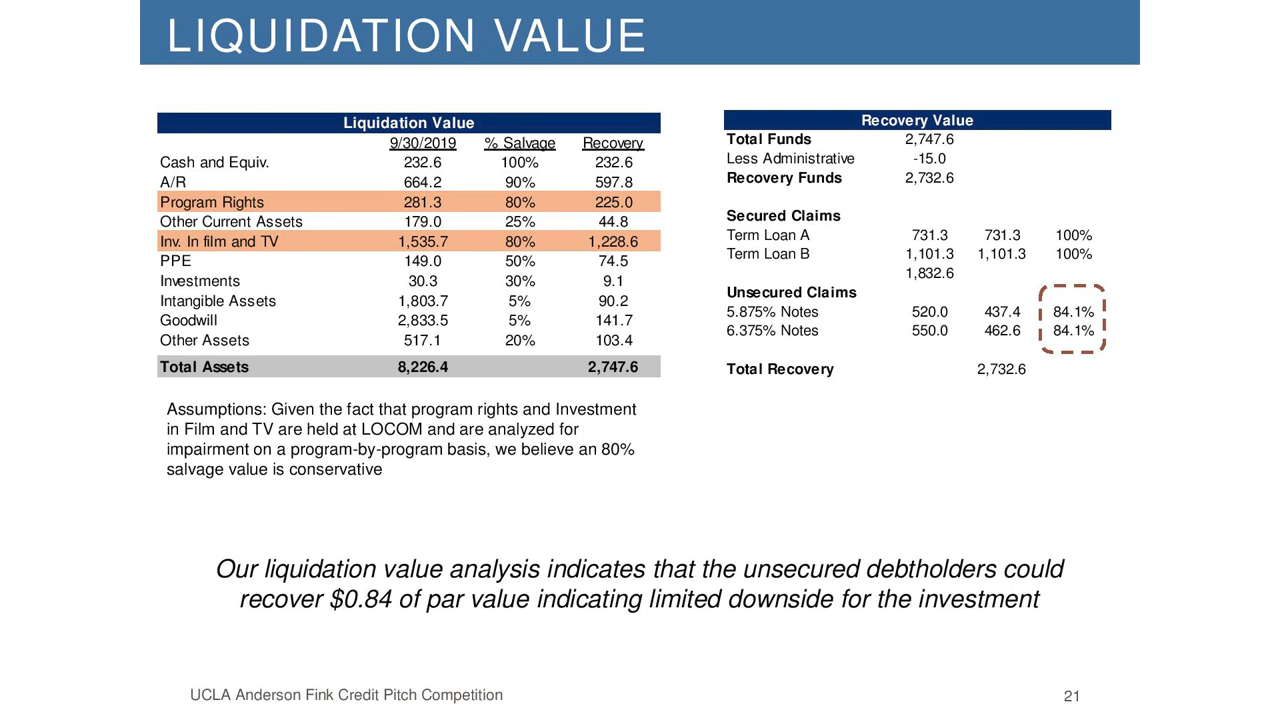 LIQUIDATION VALUE
Liquidation Value
9/30/2019 % Salvage Recovery
Cash and Equiv. 232.6 100% 232.6
A/R 664.2 90% 597.8
Program Rights 281.3 80% 225.0
Other Current Assets 179.0 25% 44.8
Inv. In film and TV 1,535.7 80% 1,228.6
PPE 149.0 50% 74.5
Investments 30.3 30% 9.1
Intangible Assets 1,803.7 5% 90.2
Goodwill 2,833.5 5% 141.7
Other Assets 517.1 20% 103.4
Total Assets 8,226.4 2,747.6
Assumptions: Given the fact that program rights and Investment
in Film and TV are held at LOCOM and are analyzed for
impairment on a program-by-program basis, we believe an 80%
salvage value is conservative
Recovery Value
Total Funds 2,747.6
Less Administrative -15.0
Recovery Funds 2,732.6
Secured Claims
Term Loan A 731.3 731.3 100%
Term Loan B 1,101.3 1,101.3 100%
1,832.6
Unsecured Claims
5.875% Notes 520.0 437.4 84.1%
6.375% Notes 550.0 462.6 84.1%
Total Recovery 2,732.6
Our liquidation value analysis indicates that the unsecured debtholders could
recover $0.84 of par value indicating limited downside for the investment
UCLA Anderson Fink Credit Pitch Competition
21